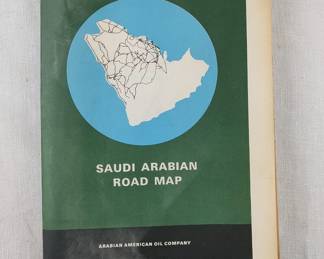 SAUDI ARABIAN
ROAD MAP
ARABIAN AMERICAN OIL COMPANY